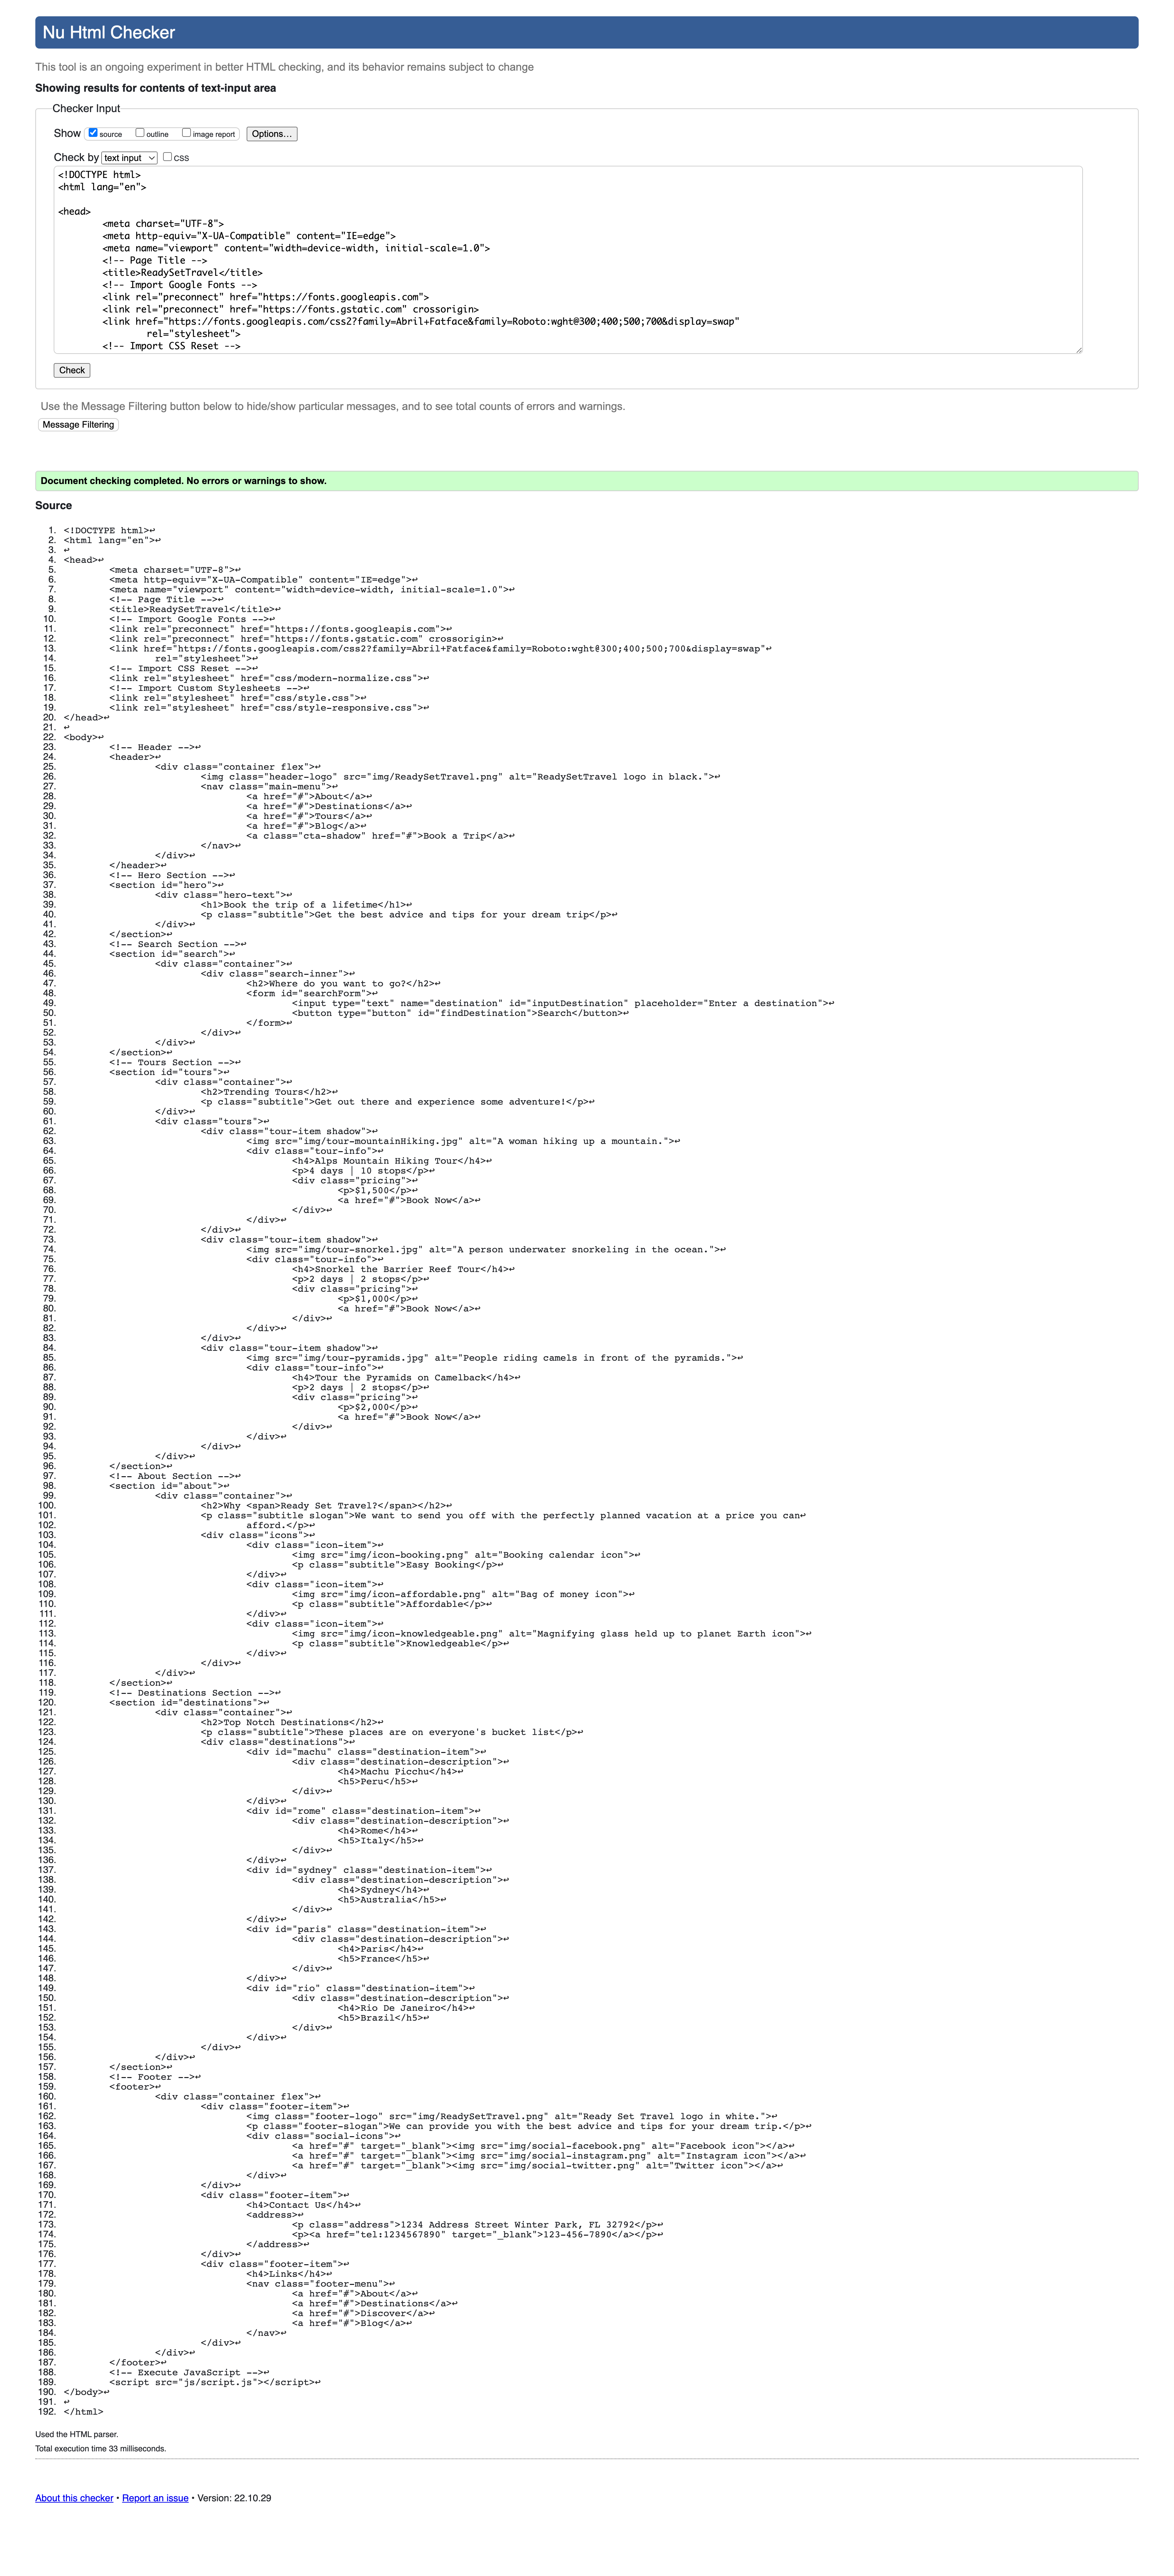 Nu Html Checker
This tool is an ongoing experiment in better HTML checking, and its behavior remains subject to change
Showing results for contents of text-input area
Checker Input
Show source outline image report Options...
Check by text input css
<!DOCTYPE html>
<html lang="en">
<head>
<meta charset="UTF-8">
<meta http-equiv="X-UA-Compatible" content="IE=edge">
<meta name="viewport" content="width=device-width, initial-scale=1.0">
<!-- Page Title -->
<title>ReadySetTravel</title>
<!-- Import Google Fonts -->
<link rel="preconnect" href="https://fonts.googleapis.com">
<link rel="preconnect" href="https://fonts.gstatic.com" crossorigin>
<link href="https://fonts.googleapis.com/css2?family=Abril+Fatface&family=Roboto:wght@300;400;500;700&display=swap"
rel="stylesheet">
<!-- Import CSS Reset -->
Check
Use the Message Filtering button below to hide/show particular messages, and to see total counts of errors and warnings.
Message Filtering
Document checking completed. No errors or warnings to show.
Source
1. <!DOCTYPE html>↩
2. <html lang="en">↩
3. ↩
4. <head>↩
5. <meta charset="UTF-8">↩
6. <meta http-equiv="X-UA-Compatible" content="IE=edge">↩
7. <meta name="viewport" content="width=device-width, initial-scale=1.0">↩
8. <!-- Page Title -->↩
9. <title>ReadySetTravel</title>↩
10. <!-- Import Google Fonts -->↩
11. <link rel="preconnect" href="https://fonts.googleapis.com">↩
12. <link rel="preconnect" href="https://fonts.gstatic.com" crossorigin>↩
13. <link href="https://fonts.googleapis.com/css2?family=Abril+Fatface&family=Roboto:wght@300;400;500;700&display=swap"↩
14. rel="stylesheet">↩
15. <!-- Import CSS Reset -->↩
16. <link rel="stylesheet" href="css/modern-normalize.css">↩
17. <!-- Import Custom Stylesheets -->↩
18. <link rel="stylesheet" href="css/style.css">↩
19. <link rel="stylesheet" href="css/style-responsive.css">↩
20. </head>↩
21. ↩
22. <body>↩
23. <!-- Header -->↩
24. <header>↩
25. <div class="container flex">↩
26. <img class="header-logo" src="img/ReadySetTravel.png" alt="ReadySetTravel logo in black.">↩
27. <nav class="main-menu">↩
28. <a href="#">About</a>↩
29. <a href="#">Destinations</a>↩
30. <a href="#">Tours</a>↩
31. <a href="#">Blog</a>↩
32. <a class="cta-shadow" href="#">Book a Trip</a>↩
33. </nav>↩
34. </div>↩
35. </header>↩
36. <!-- Hero Section -->↩
37. <section id="hero">↩
38. <div class="hero-text">↩
39. <h1>Book the trip of a lifetime</h1>↩
40. <p class="subtitle">Get the best advice and tips for your dream trip</p>↩
41. </div>↩
42. </section>↩
43. <!-- Search Section -->↩
44. <section id="search">↩
45. <div class="container">↩
46. <div class="search-inner">↩
47. <h2>Where do you want to go?</h2>↩
48. <form id="searchForm">↩
49. <input type="text" name="destination" id="inputDestination" placeholder="Enter a destination">↩
50. <button type="button" id="findDestination">Search</button>↩
51. </form>↩
52. </div>↩
53. </div>↩
54. </section>↩
55. <!-- Tours Section -->↩
56. <section id="tours">↩
57. <div class="container">↩
58. <h2>Trending Tours</h2>↩
59. <p class="subtitle">Get out there and experience some adventure!</p>↩
60. </div>↩
61. <div class="tours">↩
62. <div class="tour-item shadow">↩
63. <img src="img/tour-mountainHiking.jpg" alt="A woman hiking up a mountain.">↩
64. <div class="tour-info">↩
65. <h4>Alps Mountain Hiking Tour</h4>↩
66. <p>4 days | 10 stops</p>↩
67. <div class="pricing">↩
68. <p>$1,500</p>↩
69. <a href="#">Book Now</a>↩
70. </div>↩
71. </div>↩
72. </div>↩
73. <div class="tour-item shadow">↩
74. <img src="img/tour-snorkel.jpg" alt="A person underwater snorkeling in the ocean.">↩
75. <div class="tour-info">↩
76. <h4>Snorkel the Barrier Reef Tour</h4>↩
77. <p>2 days | 2 stops</p>↩
78. <div class="pricing">↩
79. <p>$1,000</p>↩
80. <a href="#">Book Now</a>↩
81. </div>↩
82. </div>↩
83. </div>↩
84. <div class="tour-item shadow">↩
85. <img src="img/tour-pyramids.jpg" alt="People riding camels in front of the pyramids.">↩
86. <div class="tour-info">↩
87. <h4>Tour the Pyramids on Camelback</h4>↩
88. <p>2 days | 2 stops</p>↩
89. <div class="pricing">↩
90. <p>$2,000</p>↩
91. <a href="#">Book Now</a>↩
92. </div>↩
93. </div>↩
94. </div>↩
95. </div>↩
96. </section>↩
97. <!-- About Section -->↩
98. <section id="about">↩
99. <div class="container">↩
100. <h2>Why <span>Ready Set Travel?</span></h2>↩
101. <p class="subtitle slogan">We want to send you off with the perfectly planned vacation at a price you can↩
102. afford.</p>↩
103. <div class="icons">↩
104. <div class="icon-item">↩
105. <img src="img/icon-booking.png" alt="Booking calendar icon">↩
106. <p class="subtitle">Easy Booking</p>↩
107. </div>↩
108. <div class="icon-item">↩
109. <img src="img/icon-affordable.png" alt="Bag of money icon">↩
110. <p class="subtitle">Affordable</p>↩
111. </div>↩
112. <div class="icon-item">↩
113. <img src="img/icon-knowledgeable.png" alt="Magnifying glass held up to planet Earth icon">↩
114. <p class="subtitle">Knowledgeable</p>↩
115. </div>↩
116. </div>↩
117. </div>↩
118. </section>↩
119. <!-- Destinations Section -->↩
120. <section id="destinations">↩
121. <div class="container">↩
122. <h2>Top Notch Destinations</h2>↩
123. <p class="subtitle">These places are on everyone's bucket list</p>↩
124. <div class="destinations">↩
125. <div id="machu" class="destination-item">↩
126. <div class="destination-description">↩
127. <h4>Machu Picchu</h4>↩
128. <h5>Peru</h5>↩
129. </div>↩
130. </div>↩
131. <div id="rome" class="destination-item">↩
132. <div class="destination-description">↩
133. <h4>Rome</h4>↩
134. <h5>Italy</h5>↩
135. </div>↩
136. </div>↩
137. <div id="sydney" class="destination-item">↩
138. <div class="destination-description">↩
139. <h4>Sydney</h4>↩
140. <h5>Australia</h5>↩
141. </div>↩
142. </div>↩
143. <div id="paris" class="destination-item">↩
144. <div class="destination-description">↩
145. <h4>Paris</h4>↩
146. <h5>France</h5>↩
147. </div>↩
148. </div>↩
149. <div id="rio" class="destination-item">↩
150. <div class="destination-description">↩
151. <h4>Rio De Janeiro</h4>↩
152. <h5>Brazil</h5>↩
153. </div>↩
154. </div>↩
155. </div>↩
156. </div>↩
157. </section>↩
158. <!-- Footer -->↩
159. <footer>↩
160. <div class="container flex">↩
161. <div class="footer-item">↩
162. <img class="footer-logo" src="img/ReadySetTravel.png" alt="Ready Set Travel logo in white.">↩
163. <p class="footer-slogan">We can provide you with the best advice and tips for your dream trip.</p>↩
164. <div class="social-icons">↩
165. <a href="#" target="_blank"><img src="img/social-facebook.png" alt="Facebook icon"></a>↩
166. <a href="#" target="_blank"><img src="img/social-instagram.png" alt="Instagram icon"></a>↩
167. <a href="#" target="_blank"><img src="img/social-twitter.png" alt="Twitter icon"></a>↩
168. </div>↩
169. </div>↩
170. <div class="footer-item">↩
171. <h4>Contact Us</h4>↩
172. <address>↩
173. <p class="address">1234 Address Street Winter Park, FL 32792</p>↩
174. <p><a href="tel:1234567890" target="_blank">123-456-7890</a></p>↩
175. </address>↩
176. </div>↩
177. <div class="footer-item">↩
178. <h4>Links</h4>↩
179. <nav class="footer-menu">↩
180. <a href="#">About</a>↩
181. <a href="#">Destinations</a>↩
182. <a href="#">Discover</a>↩
183. <a href="#">Blog</a>↩
184. </nav>↩
185. </div>↩
186. </div>↩
187. </footer>↩
188. <!-- Execute JavaScript -->↩
189. <script src="js/script.js"></script>↩
190. </body>↩
191. ↩
192. </html>
Used the HTML parser.
Total execution time 33 milliseconds.
About this checker • Report an issue • Version: 22.10.29